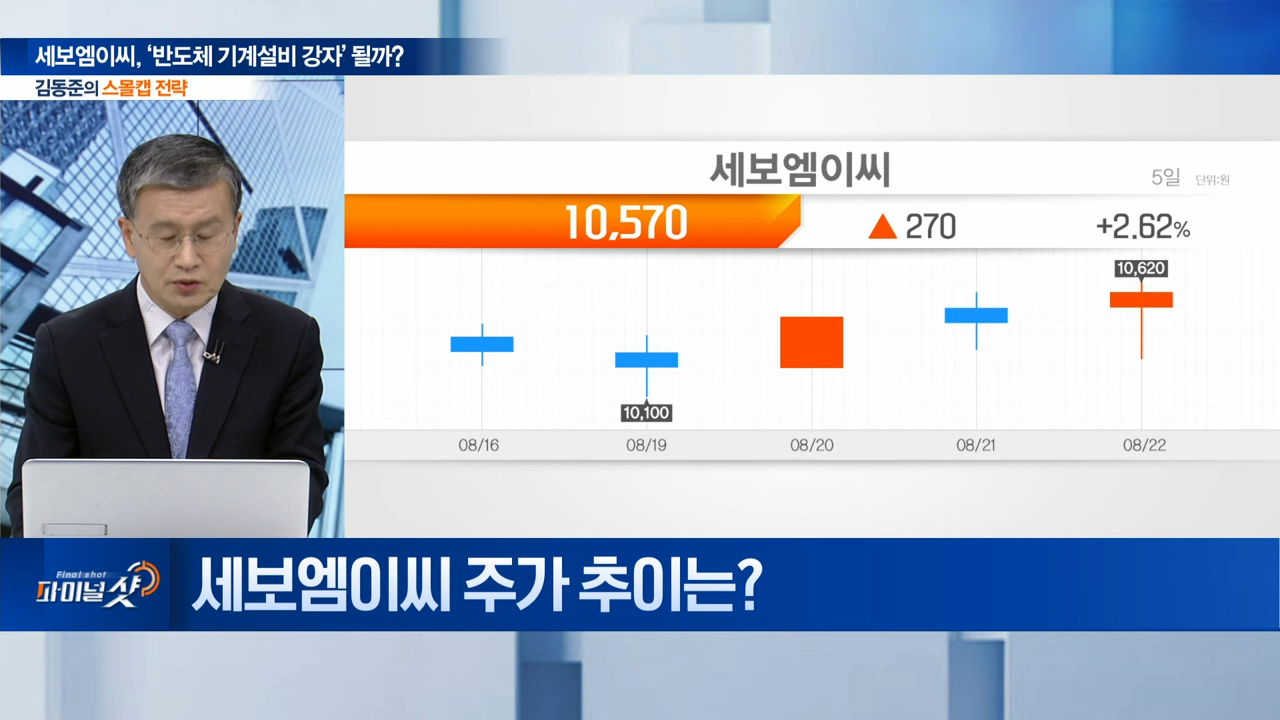 세보엠이씨, ‘반도체 기계설비 강자’ 될까?
김동준의 스몰캡 전략
세보엠이씨
5일 단위:원
10,570 ▲ 270 +2.62%
10,620
10,100
08/16 08/19 08/20 08/21 08/22
Final shot
파이널샷
세보엠이씨 주가 추이는?